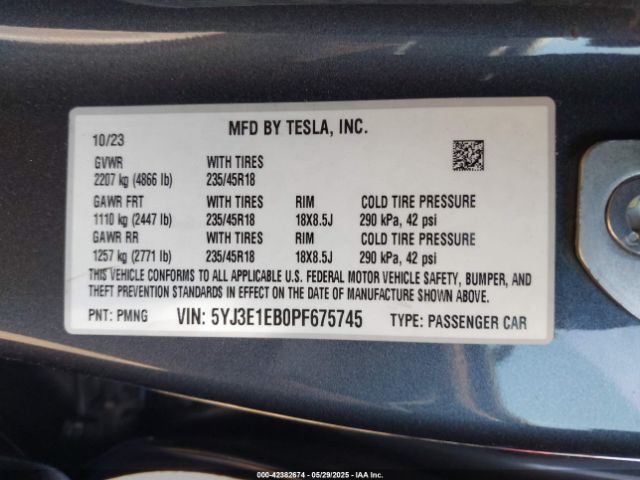 MFD BY TESLA, INC.
10/23
GVWR WITH TIRES
2207 kg (4866 lb) 235/45R18
GAWR FRT WITH TIRES RIM COLD TIRE PRESSURE
1110 kg (2447 lb) 235/45R18 18X8.5J 290 kPa, 42 psi
GAWR RR WITH TIRES RIM COLD TIRE PRESSURE
1257 kg (2771 lb) 235/45R18 18X8.5J 290 kPa, 42 psi
THIS VEHICLE CONFORMS TO ALL APPLICABLE U.S. FEDERAL MOTOR VEHICLE SAFETY, BUMPER, AND
THEFT PREVENTION STANDARDS IN EFFECT ON THE DATE OF MANUFACTURE SHOWN ABOVE.
PNT: PMNG VIN: 5YJ3E1EB0PF675745 TYPE: PASSENGER CAR
000-42382674 - 05/29/2025 - IAA Inc.